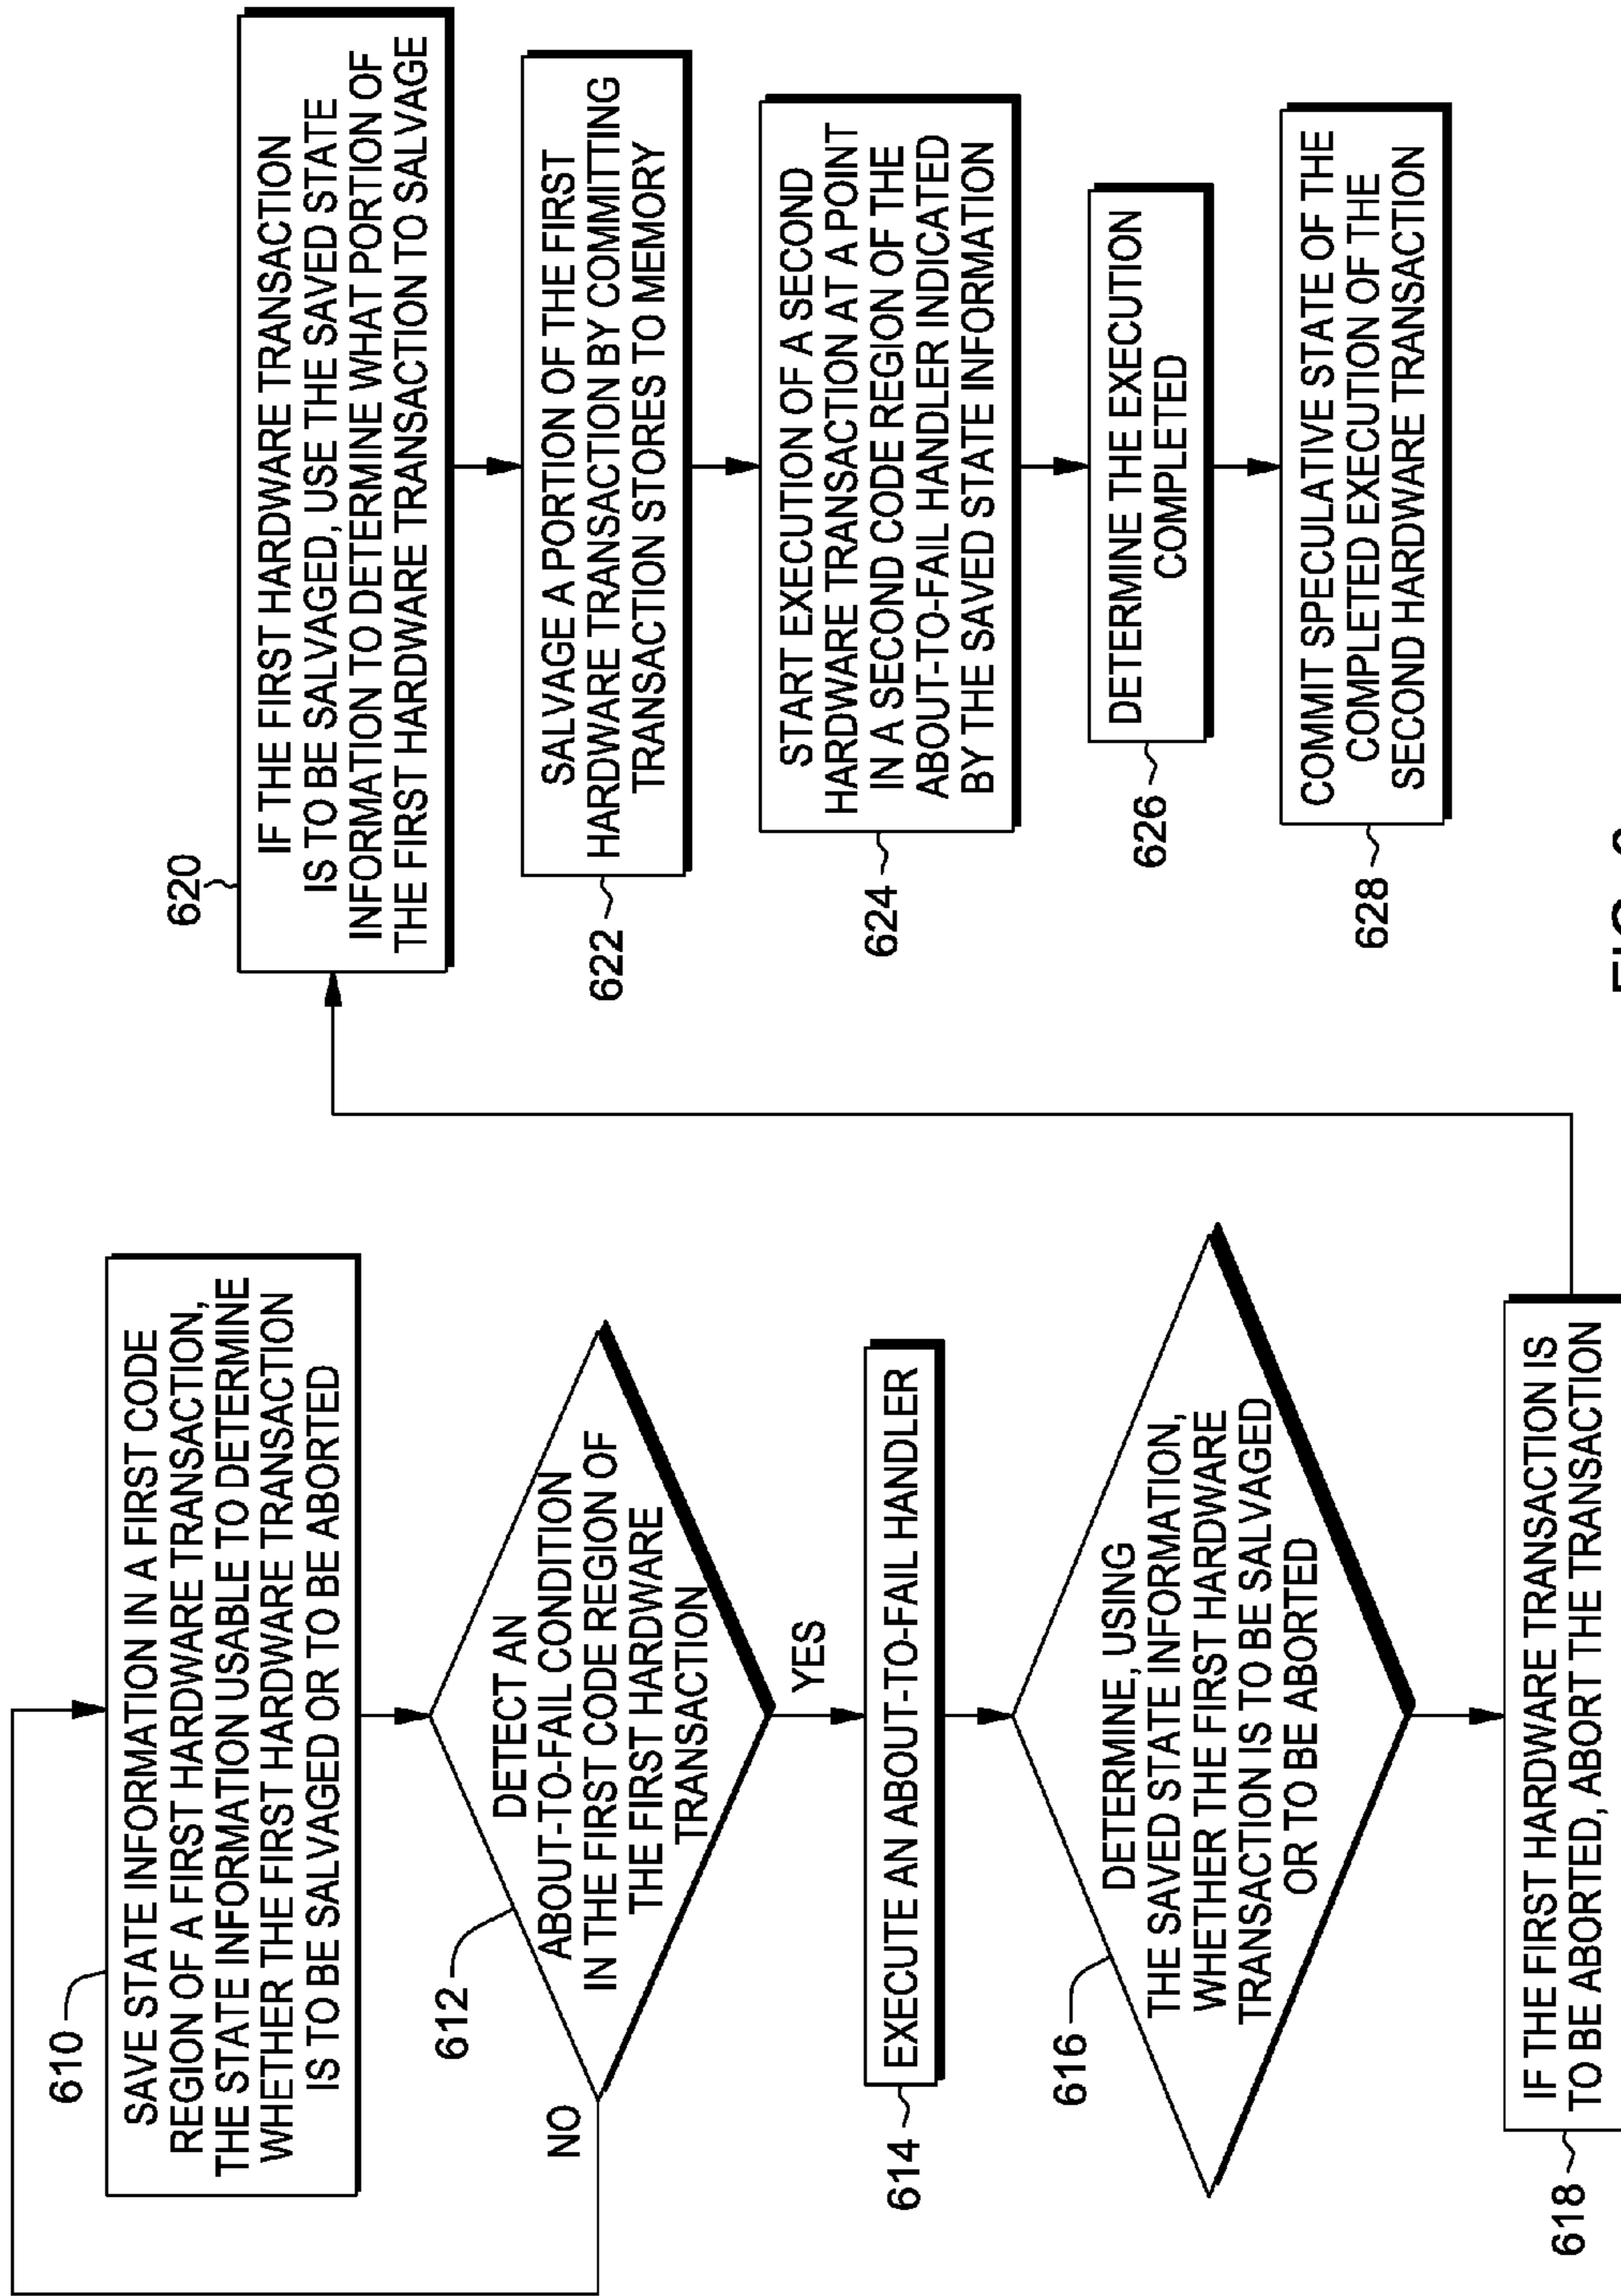 610
SAVE STATE INFORMATION IN A FIRST CODE
REGION OF A FIRST HARDWARE TRANSACTION,
THE STATE INFORMATION USABLE TO DETERMINE
WHETHER THE FIRST HARDWARE TRANSACTION
IS TO BE SALVAGED OR TO BE ABORTED
612
DETECT AN
ABOUT-TO-FAIL CONDITION
IN THE FIRST CODE REGION OF
THE FIRST HARDWARE
TRANSACTION
NO
YES
614
EXECUTE AN ABOUT-TO-FAIL HANDLER
616
DETERMINE, USING
THE SAVED STATE INFORMATION,
WHETHER THE FIRST HARDWARE
TRANSACTION IS TO BE SALVAGED
OR TO BE ABORTED
618
IF THE FIRST HARDWARE TRANSACTION IS
TO BE ABORTED, ABORT THE TRANSACTION
620
IF THE FIRST HARDWARE TRANSACTION
IS TO BE SALVAGED, USE THE SAVED STATE
INFORMATION TO DETERMINE WHAT PORTION OF
THE FIRST HARDWARE TRANSACTION TO SALVAGE
622
SALVAGE A PORTION OF THE FIRST
HARDWARE TRANSACTION BY COMMITTING
TRANSACTION STORES TO MEMORY
624
START EXECUTION OF A SECOND
HARDWARE TRANSACTION AT A POINT
IN A SECOND CODE REGION OF THE
ABOUT-TO-FAIL HANDLER INDICATED
BY THE SAVED STATE INFORMATION
626
DETERMINE THE EXECUTION
COMPLETED
628
COMMIT SPECULATIVE STATE OF THE
COMPLETED EXECUTION OF THE
SECOND HARDWARE TRANSACTION